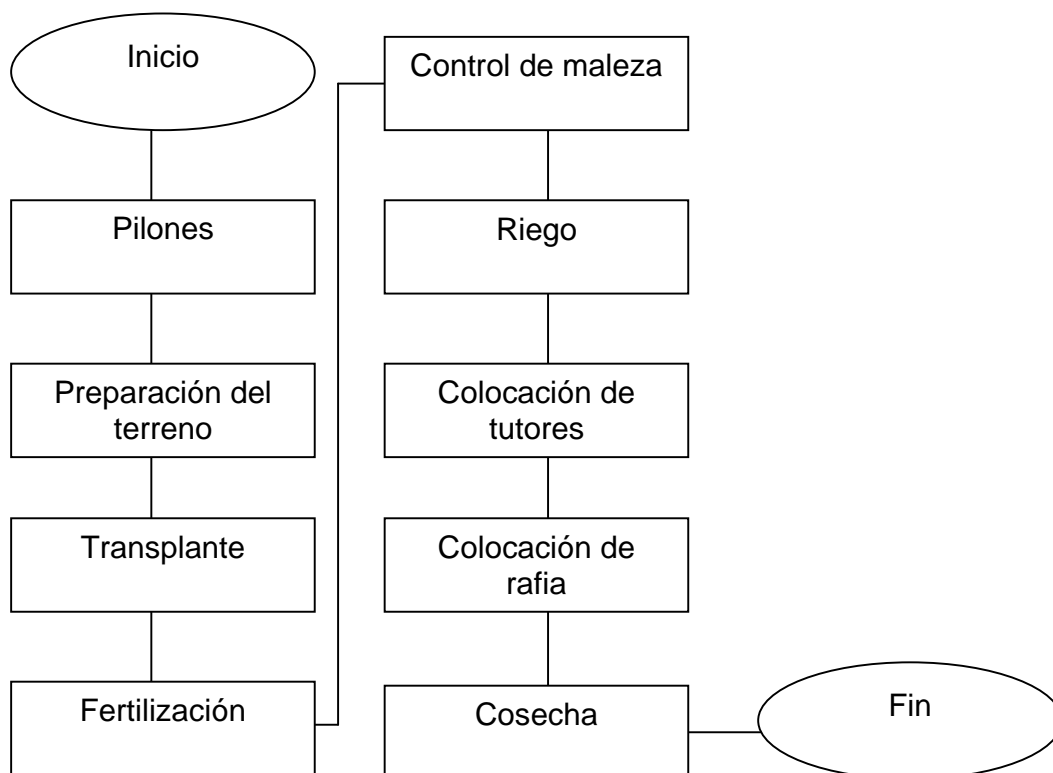 Inicio
Pilones
Preparación del
terreno
Transplante
Fertilización
Control de maleza
Riego
Colocación de
tutores
Colocación de
rafia
Cosecha
Fin